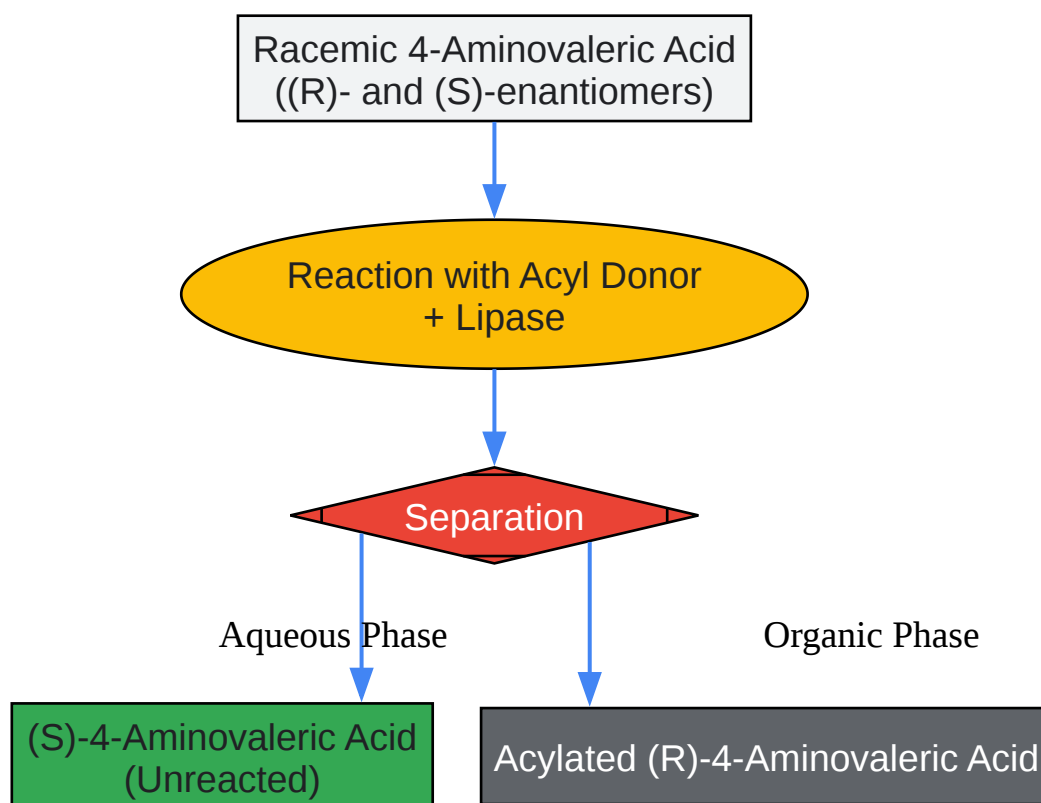 Racemic 4-Aminovaleric Acid
((R)- and (S)-enantiomers)
Reaction with Acyl Donor
+ Lipase
Separation
Aqueous Phase
Organic Phase
(S)-4-Aminovaleric Acid
(Unreacted)
Acylated (R)-4-Aminovaleric Acid